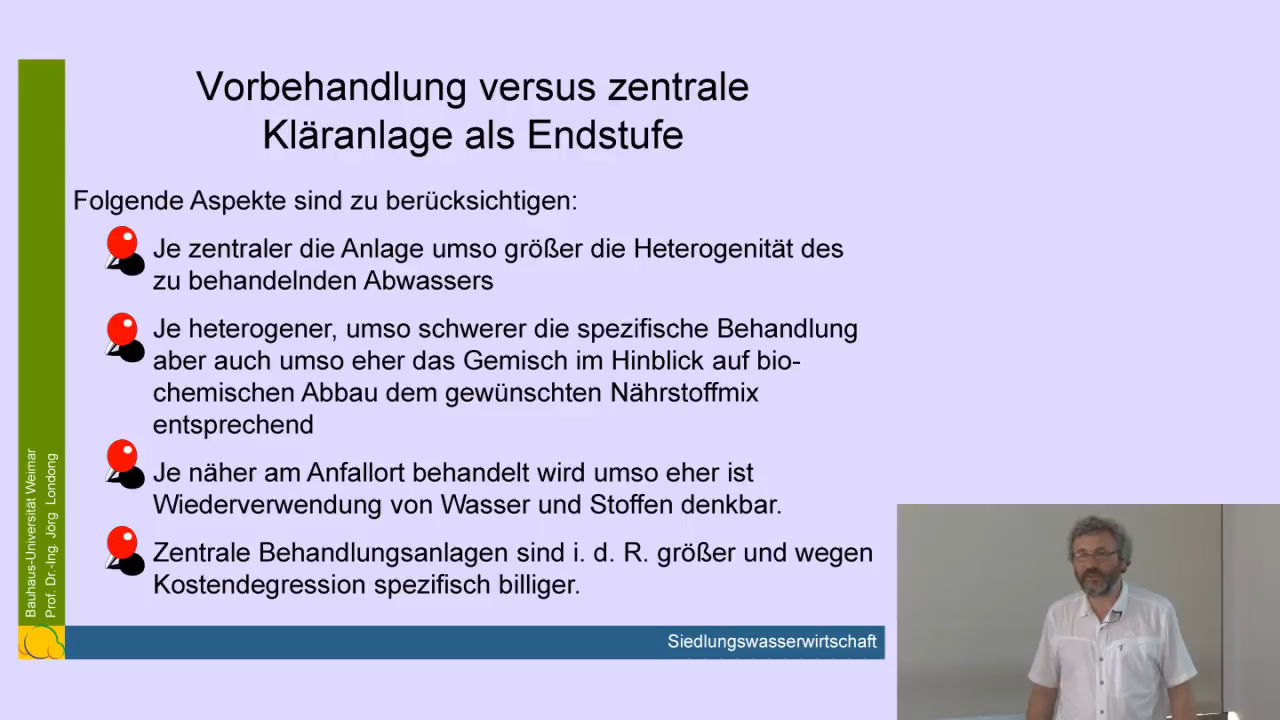 Vorbehandlung versus zentrale
Kläranlage als Endstufe
Folgende Aspekte sind zu berücksichtigen:
Je zentraler die Anlage umso größer die Heterogenität des
zu behandelnden Abwassers
Je heterogener, umso schwerer die spezifische Behandlung
aber auch umso eher das Gemisch im Hinblick auf bio-
chemischen Abbau dem gewünschten Nährstoffmix
entsprechend
Je näher am Anfallort behandelt wird umso eher ist
Wiederverwendung von Wasser und Stoffen denkbar.
Zentrale Behandlungsanlagen sind i. d. R. größer und wegen
Kostendegression spezifisch billiger.
Bauhaus-Universität Weimar
Prof. Dr.-Ing. Jörg Londong
Siedlungswasserwirtschaft